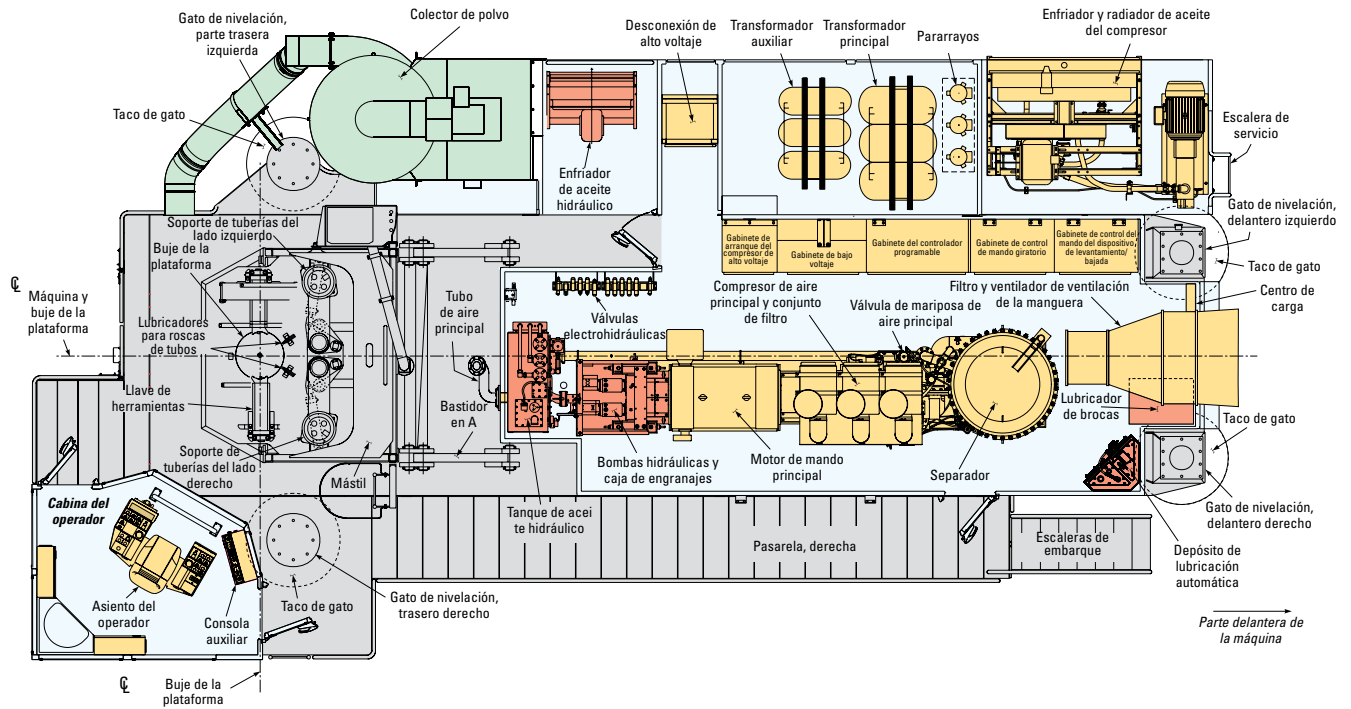 Gato de nivelación,
parte trasera
izquierda
Colector de polvo
Desconexión de
alto voltaje
Transformador
auxiliar
Transformador
principal
Pararrayos
Enfriador y radiador de aceite
del compresor
Taco de gato
Escalera de
servicio
Enfriador
de aceite
hidráulico
Gato de nivelación,
delantero izquierdo
Soporte de tuberías del
lado izquierdo
Buje de la
plataforma
Gabinete de
arranque del
compresor de
alto voltaje
Gabinete de bajo
voltaje
Gabinete del controlador
programable
Gabinete de control
de mando giratorio
Gabinete de control del
mando del dispositivo,
de levantamiento/
bajada
Taco de gato
Centro de
carga
℄
Máquina y
buje de la
plataforma
Lubricadores
para roscas
de tubos
Tubo
de aire
principal
Válvulas
electrohidráulicas
Compresor de aire
principal y conjunto
de filtro
Válvula de mariposa de
aire principal
Filtro y ventilador de ventilación
de la manguera
Llave de
herramientas
Bastidor
en A
Lubricador
de brocas
Taco de gato
Soporte de
tuberías del lado
derecho
Mástil
Bombas hidráulicas y
caja de engranajes
Motor de mando
principal
Separador
Cabina del
operador
Tanque de acei
te hidráulico
Gato de nivelación,
delantero derecho
Pasarela, derecha
Escaleras de
embarque
Depósito de
lubricación
automática
Asiento del
operador
Consola
auxiliar
Taco de gato
Gato de nivelación,
trasero derecho
Parte delantera de
la máquina
℄
Buje de la
plataforma